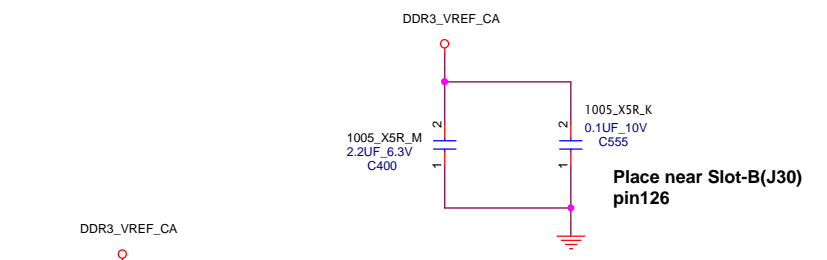 DDR3_VREF_CA
1005_X5R_K
2
2
0.1UF_10V
1005_X5R_M
2.2UF_6.3V
C555
C400
1
1
Place near Slot-B(J30)
pin126
DDR3_VREF_CA